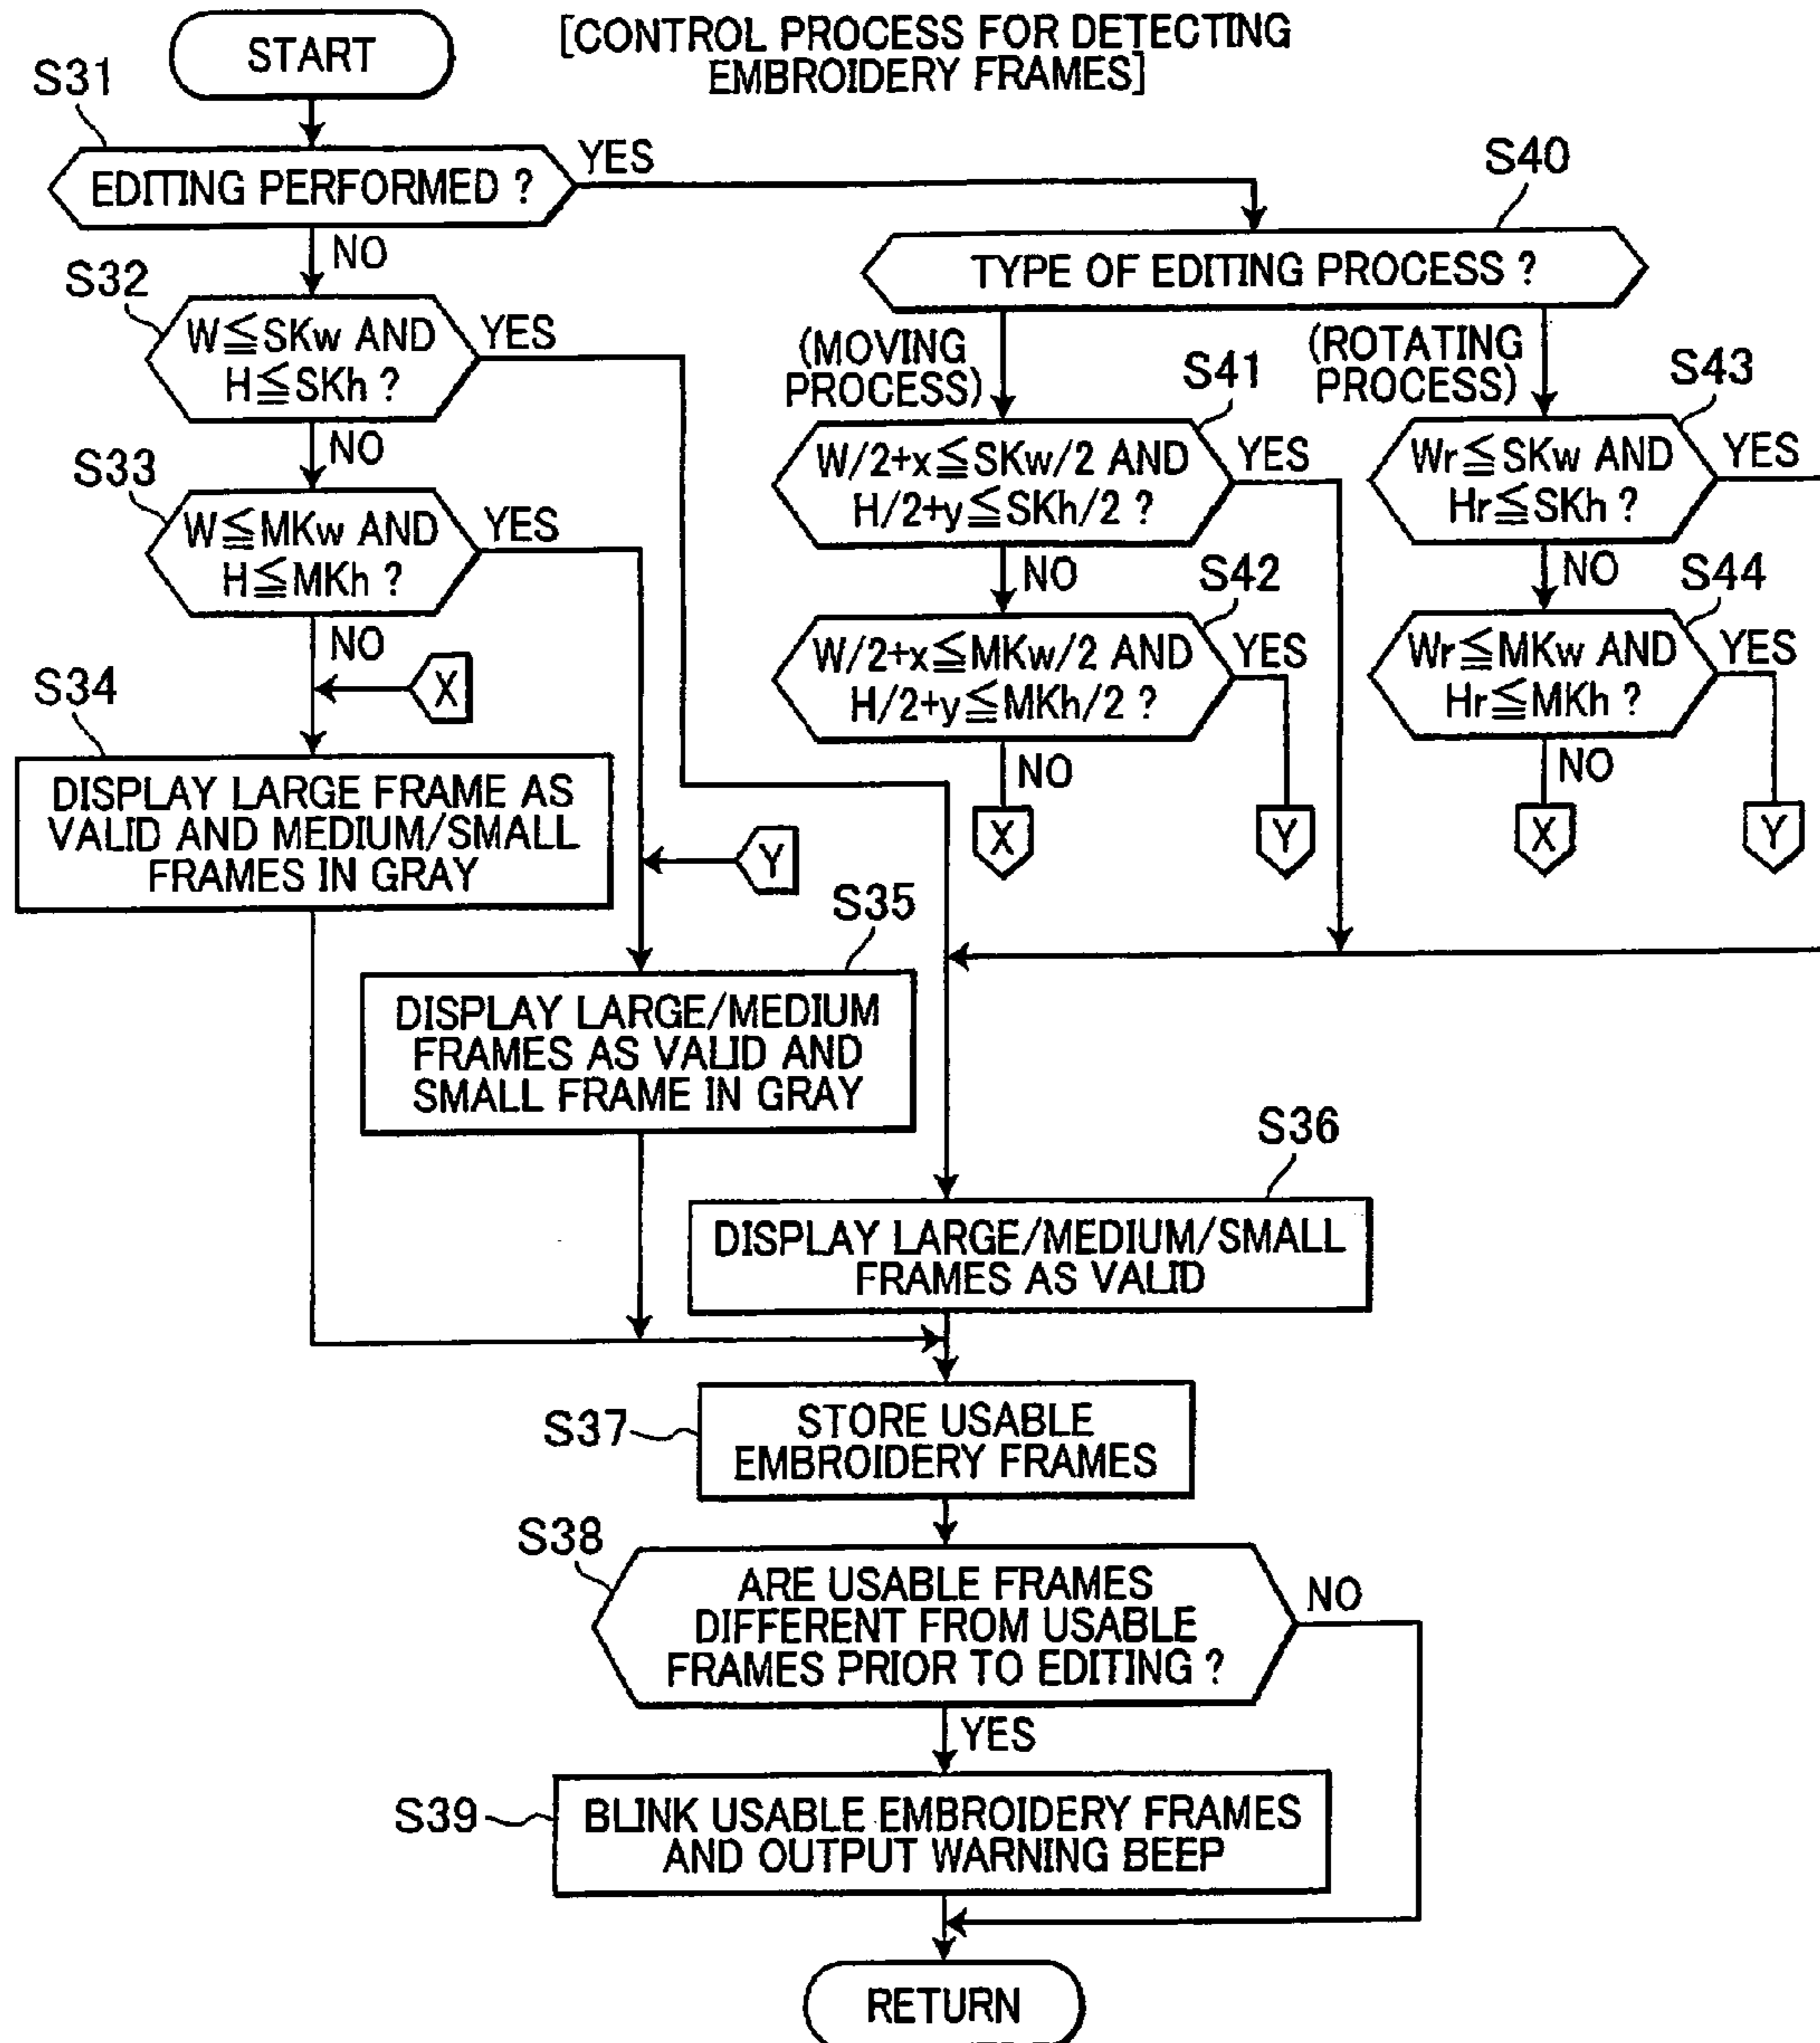 [CONTROL PROCESS FOR DETECTING
EMBROIDERY FRAMES]
START
S31
EDITING PERFORMED ?
YES
NO
S32
W≦SKw AND
H≦SKh ?
YES
NO
S33
W≦MKw AND
H≦MKh ?
YES
NO
X
S34
DISPLAY LARGE FRAME AS
VALID AND MEDIUM/SMALL
FRAMES IN GRAY
Y
S35
DISPLAY LARGE/MEDIUM
FRAMES AS VALID AND
SMALL FRAME IN GRAY
S40
TYPE OF EDITING PROCESS ?
(MOVING
PROCESS)
S41
W/2+x≦SKw/2 AND
H/2+y≦SKh/2 ?
YES
NO
S42
W/2+x≦MKw/2 AND
H/2+y≦MKh/2 ?
YES
NO
X
Y
(ROTATING
PROCESS)
S43
Wr≦SKw AND
Hr≦SKh ?
YES
NO
S44
Wr≦MKw AND
Hr≦MKh ?
YES
NO
X
Y
S36
DISPLAY LARGE/MEDIUM/SMALL
FRAMES AS VALID
S37
STORE USABLE
EMBROIDERY FRAMES
S38
ARE USABLE FRAMES
DIFFERENT FROM USABLE
FRAMES PRIOR TO EDITING ?
NO
YES
S39
BLINK USABLE EMBROIDERY FRAMES
AND OUTPUT WARNING BEEP
RETURN